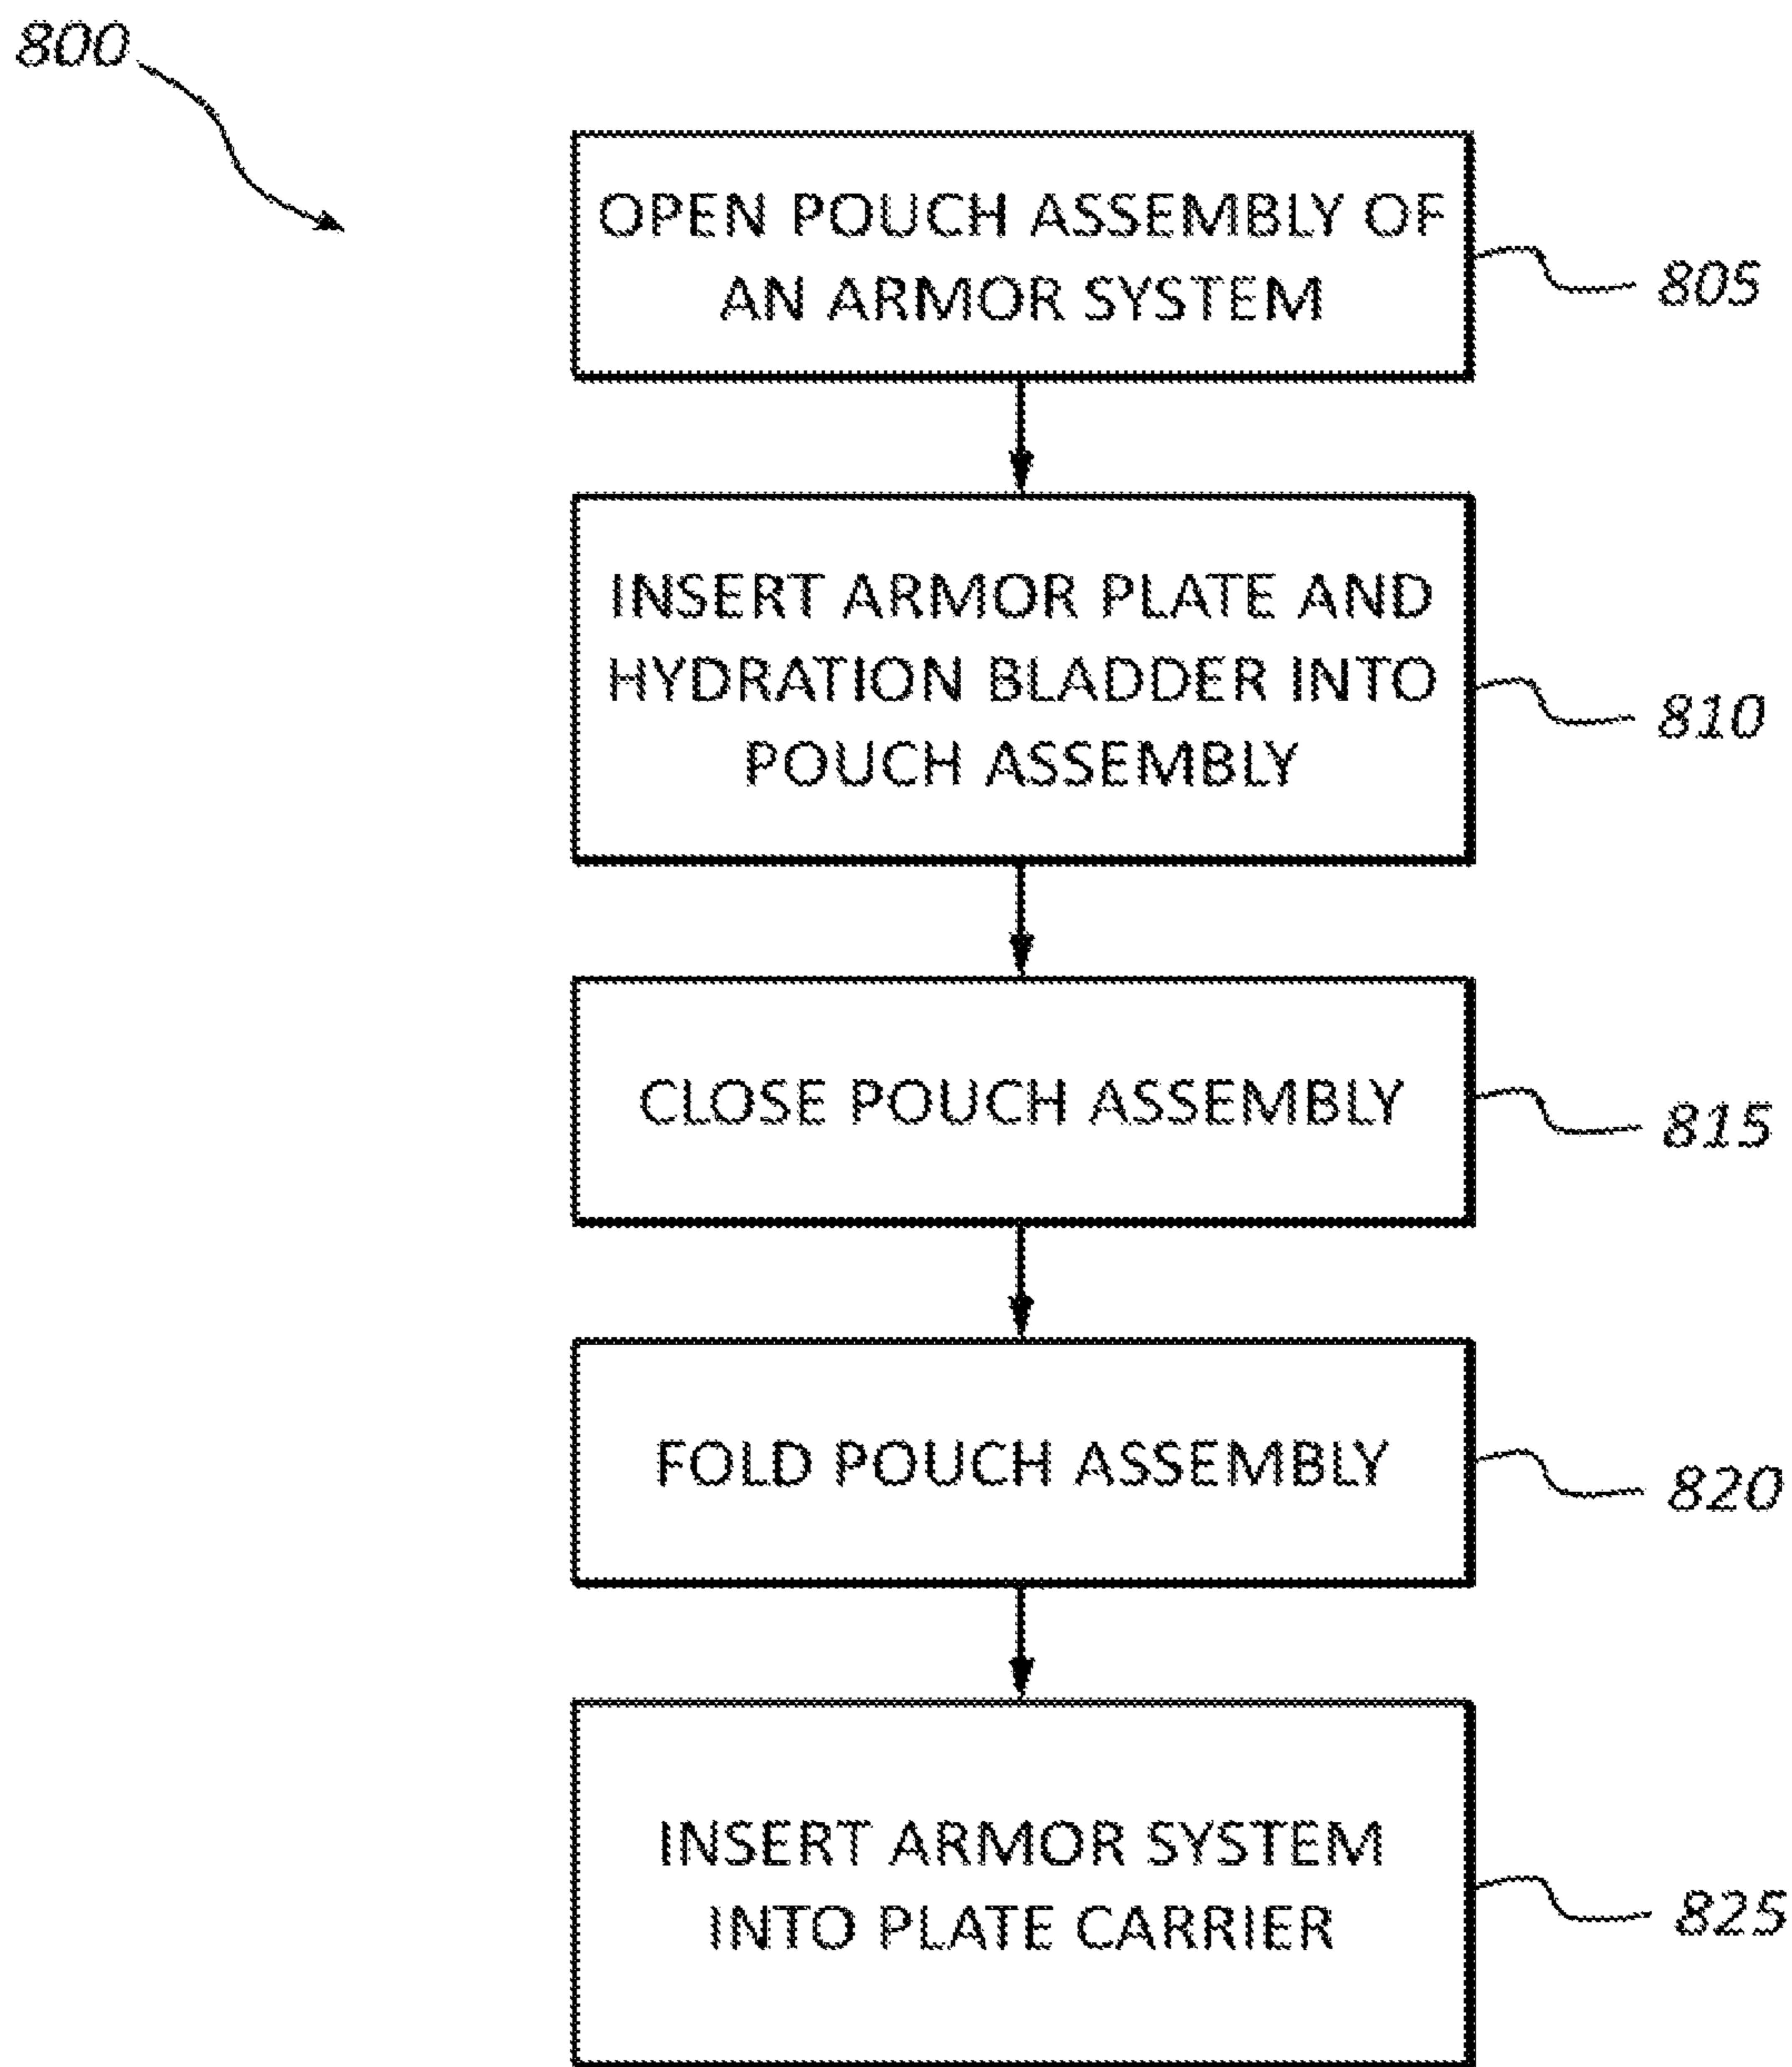 800
OPEN POUCH ASSEMBLY OF
AN ARMOR SYSTEM
805
INSERT ARMOR PLATE AND
HYDRATION BLADDER INTO
POUCH ASSEMBLY
810
CLOSE POUCH ASSEMBLY
815
FOLD POUCH ASSEMBLY
820
INSERT ARMOR SYSTEM
INTO PLATE CARRIER
825